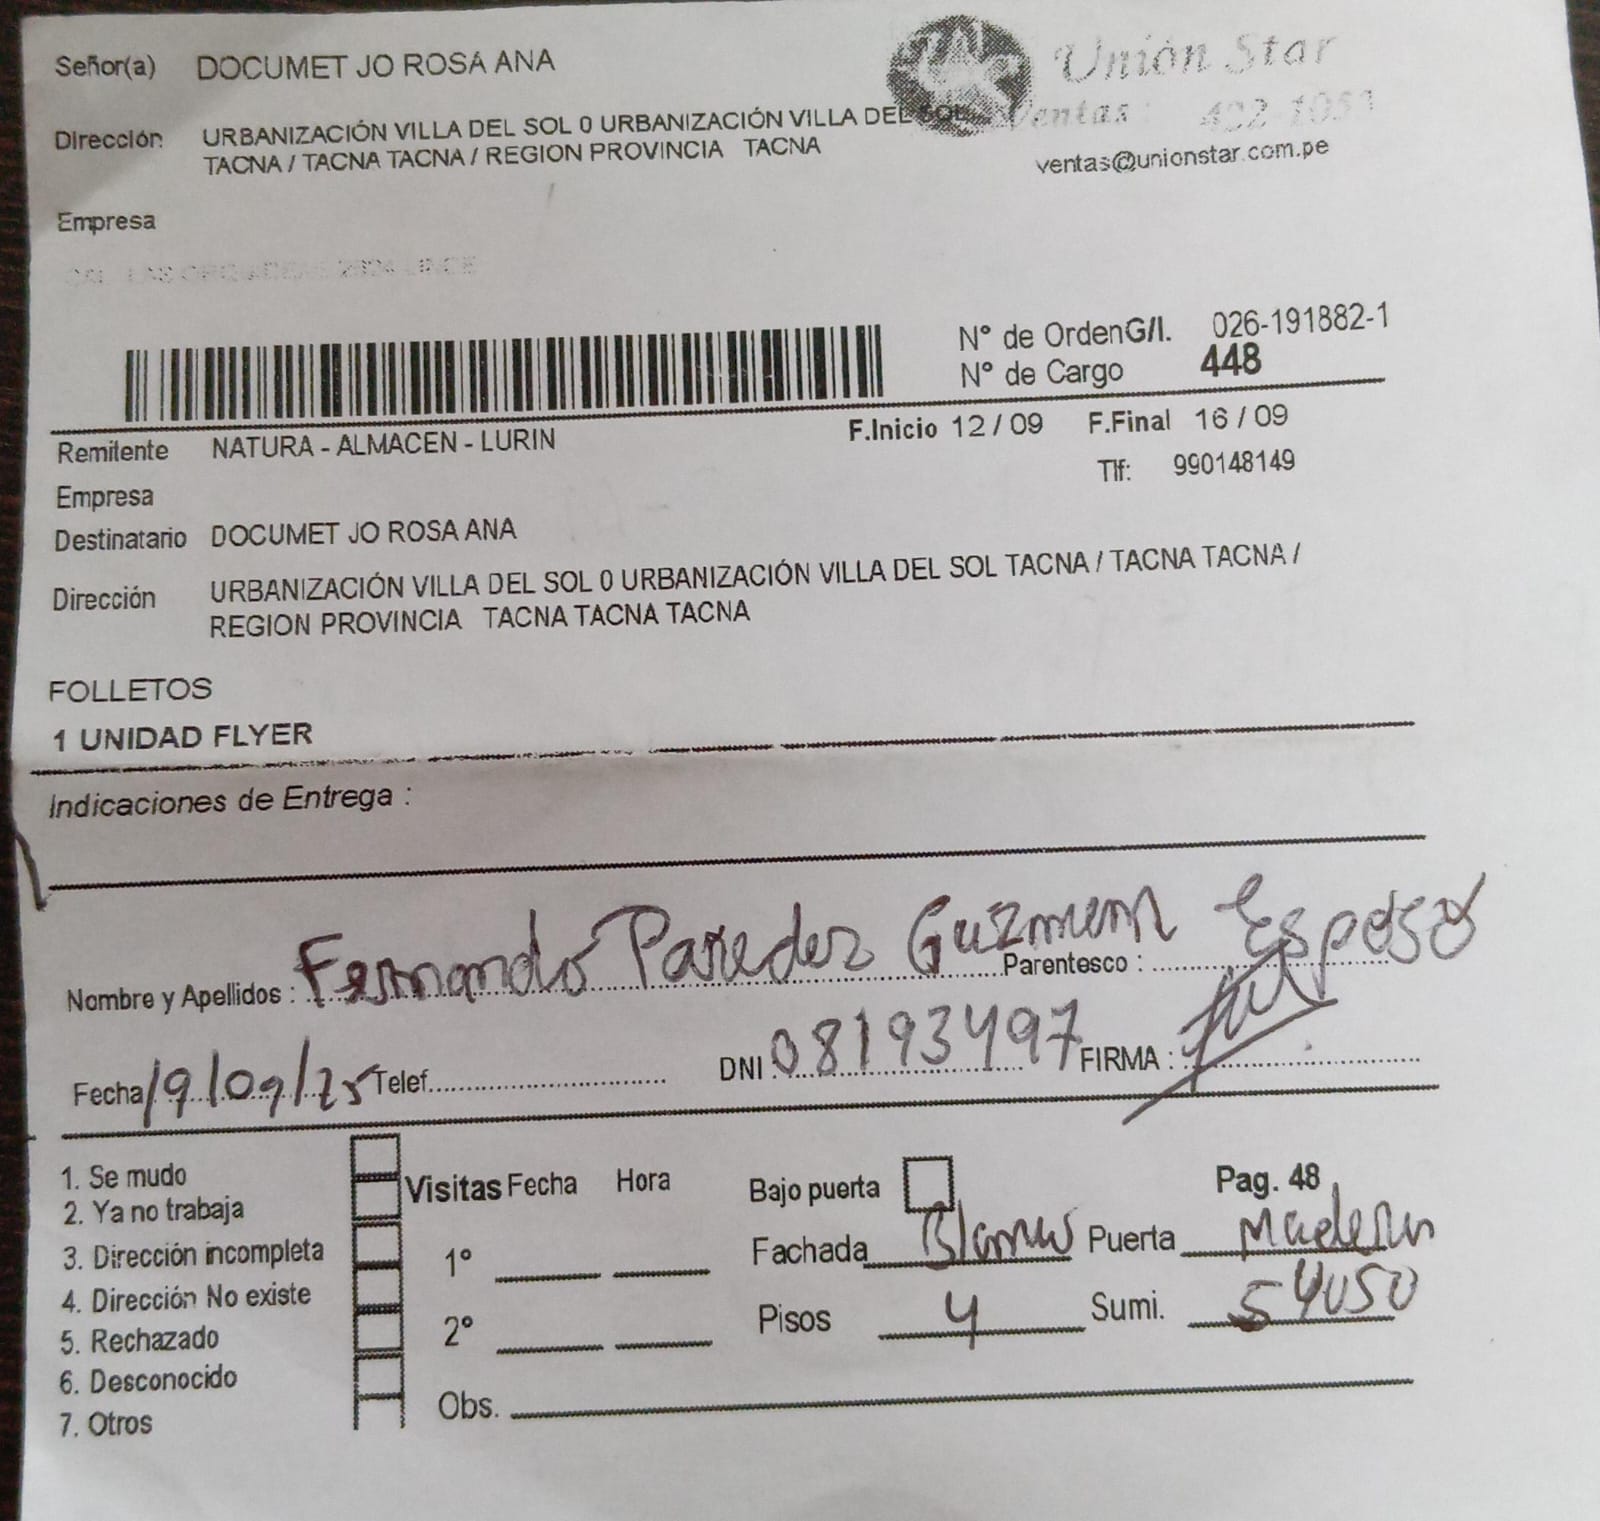 Señor(a) DOCUMET JO ROSA ANA
Unión Star
Dirección URBANIZACIÓN VILLA DEL SOL 0 URBANIZACIÓN VILLA DEL SOL
Ventas: 422-1051
TACNA / TACNA TACNA / REGION PROVINCIA TACNA
ventas@unionstar.com.pe
Empresa
N° de Orden G/I. 026-191882-1
N° de Cargo 448
Remitente NATURA - ALMACEN - LURIN F.Inicio 12 / 09 F.Final 16 / 09
Empresa Tlf: 990148149
Destinatario DOCUMET JO ROSA ANA
Dirección URBANIZACIÓN VILLA DEL SOL 0 URBANIZACIÓN VILLA DEL SOL TACNA / TACNA TACNA /
REGION PROVINCIA TACNA TACNA TACNA
FOLLETOS
1 UNIDAD FLYER
Indicaciones de Entrega :
Nombre y Apellidos : Fernando Paredes Guzman Parentesco : Esposo
Fecha 19/09/25 Telef. DNI : 08193497 FIRMA :
1. Se mudo
2. Ya no trabaja
3. Dirección incompleta
4. Dirección No existe
5. Rechazado
6. Desconocido
7. Otros
Visitas Fecha Hora
1°
2°
Obs.
Bajo puerta Pag. 48
Fachada Blanco Puerta Madera
Pisos 4 Sumi. 54050